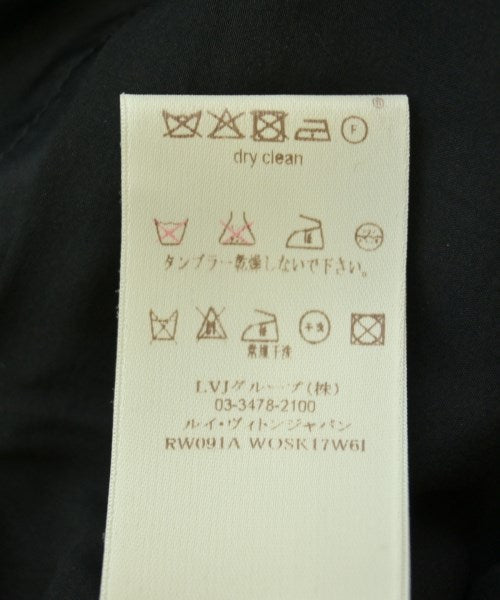 ®
F
dry clean
タンブラー乾燥しないで下さい。
干洗
LVJグループ(株)
03-3478-2100
ルイ・ヴィトンジャパン
RW091A WOSK17W6I